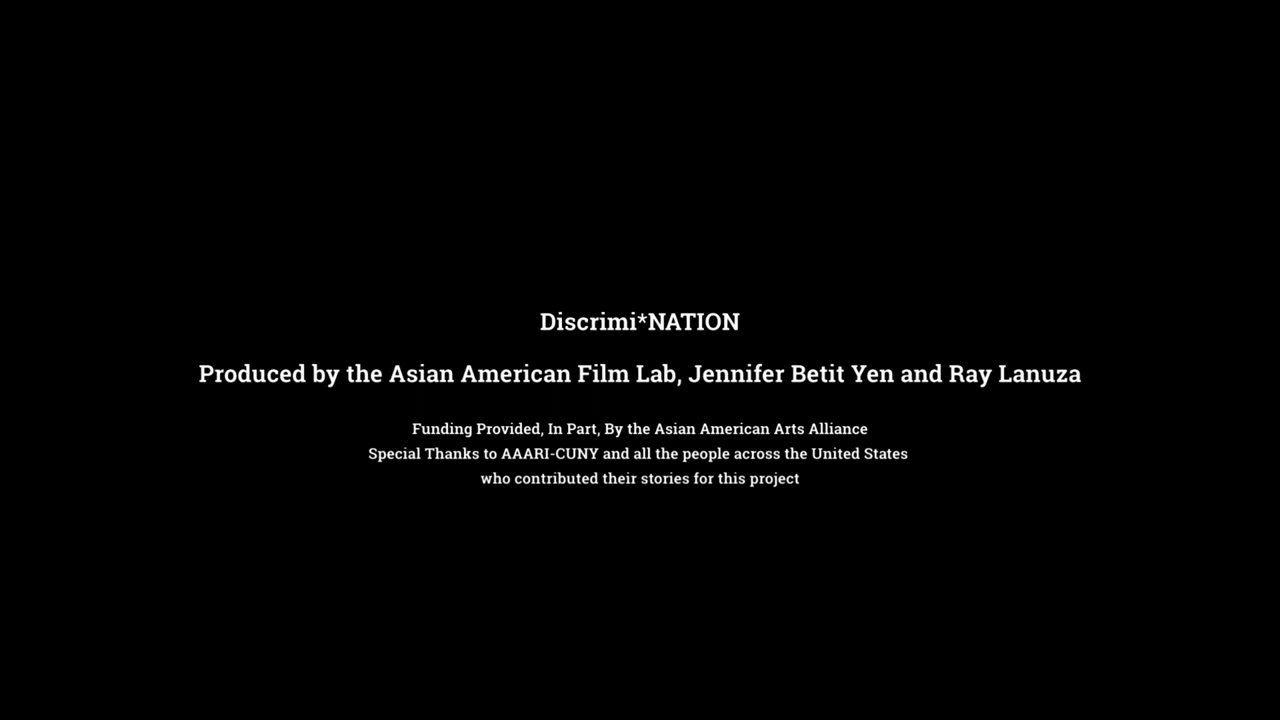 Discrimi*NATION
Produced by the Asian American Film Lab, Jennifer Betit Yen and Ray Lanuza
Funding Provided, In Part, By the Asian American Arts Alliance
Special Thanks to AAARI-CUNY and all the people across the United States
who contributed their stories for this project